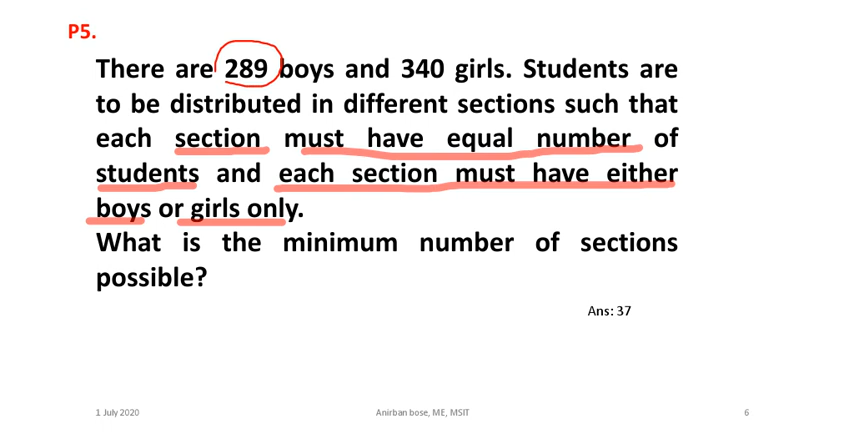 P5.
There are 289 boys and 340 girls. Students are
to be distributed in different sections such that
each section must have equal number of
students and each section must have either
boys or girls only.
What is the minimum number of sections
possible?
Ans: 37
1 July 2020 Anirban bose, ME, MSIT 6